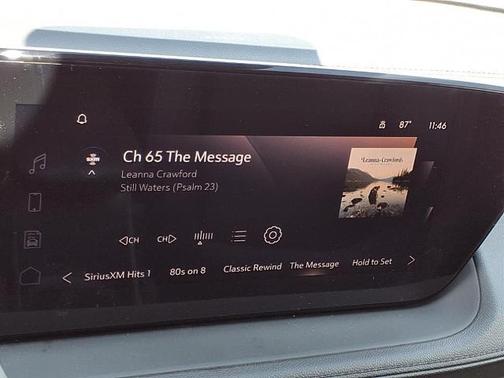 87° 11:46
sxm
Ch 65 The Message
Leanna Crawford
Still Waters (Psalm 23)
Leanna Crawford
CH CH
SiriusXM Hits 1 80s on 8 Classic Rewind The Message Hold to Set